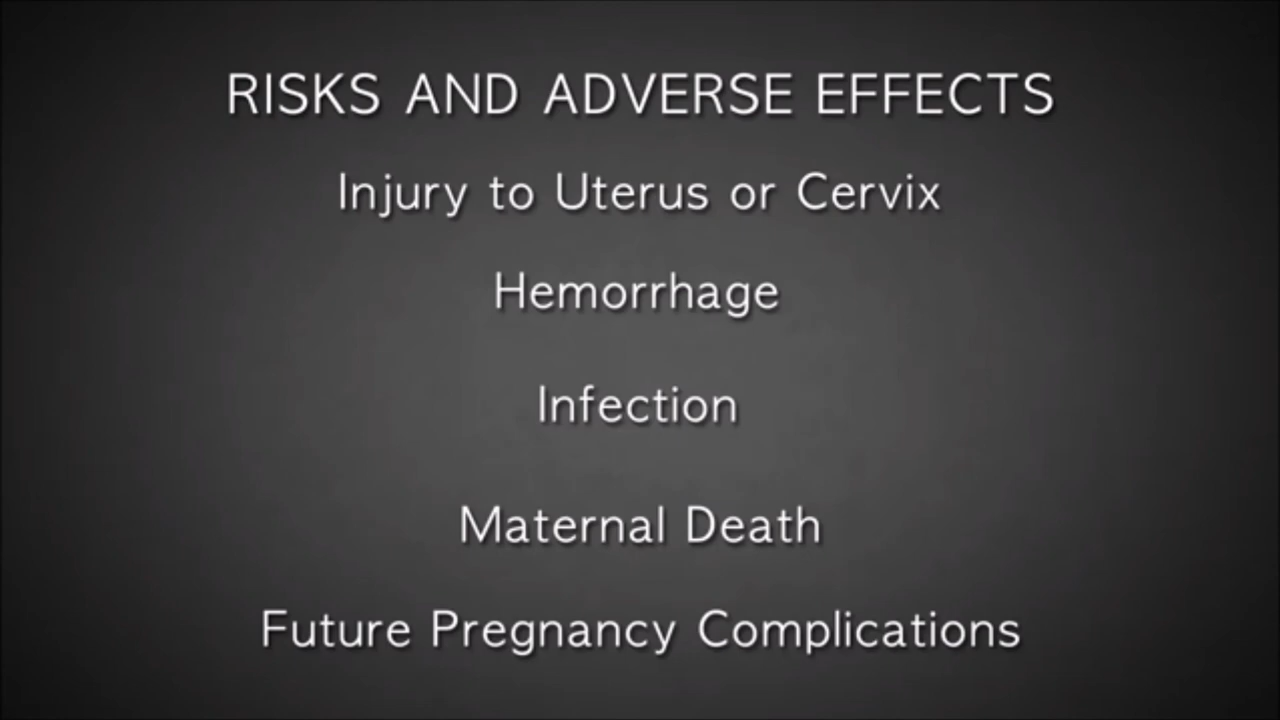 RISKS AND ADVERSE EFFECTS
Injury to Uterus or Cervix
Hemorrhage
Infection
Maternal Death
Future Pregnancy Complications